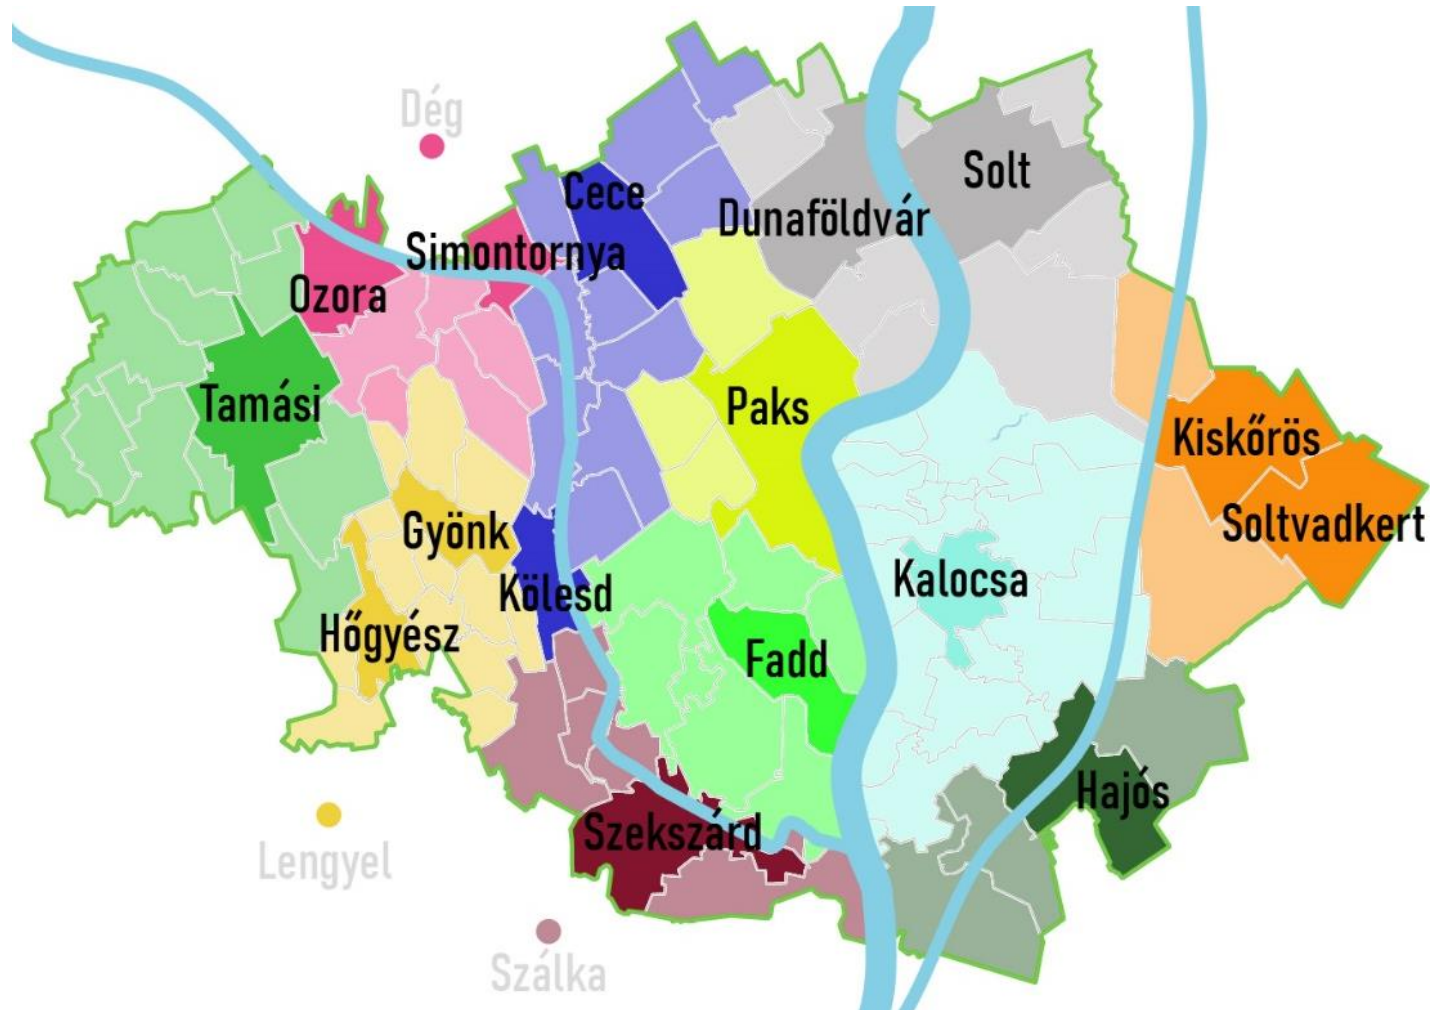 Dég
Solt
Cece
Dunaföldvár
Simontornya
Ozora
Tamási
Paks
Kiskőrös
Soltvadkert
Gyönk
Kalocsa
Kölesd
Hőgyész
Fadd
Hajós
Szekszárd
Lengyel
Szálka